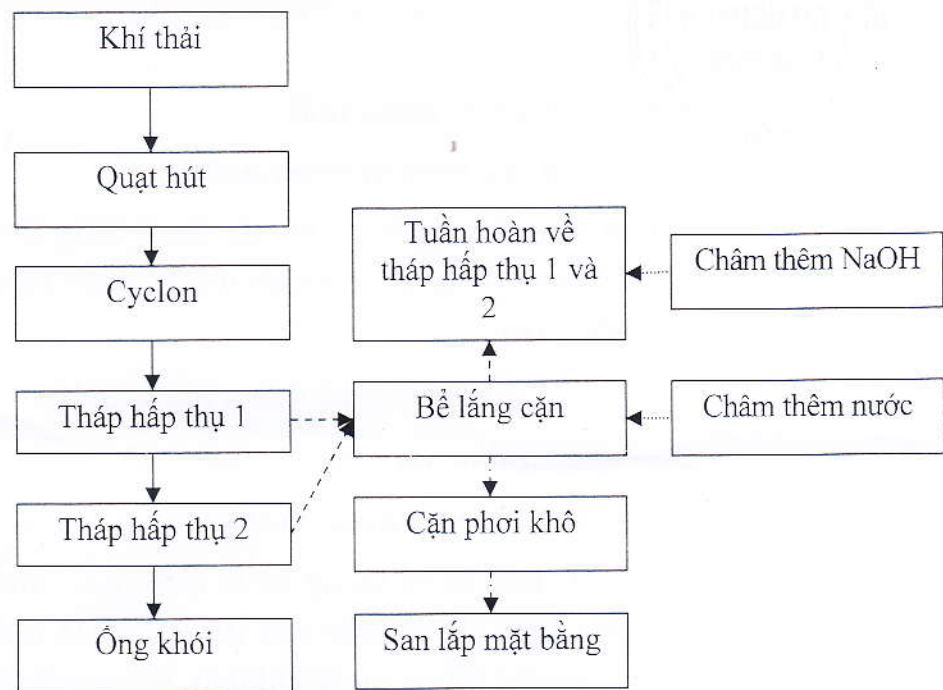 Khí thải
Quạt hút
Cyclon
Tháp hấp thụ 1
Tháp hấp thụ 2
Ống khói
Tuần hoàn về
tháp hấp thụ 1 và
2
Châm thêm NaOH
Bể lắng cặn
Châm thêm nước
Cặn phơi khô
San lắp mặt bằng